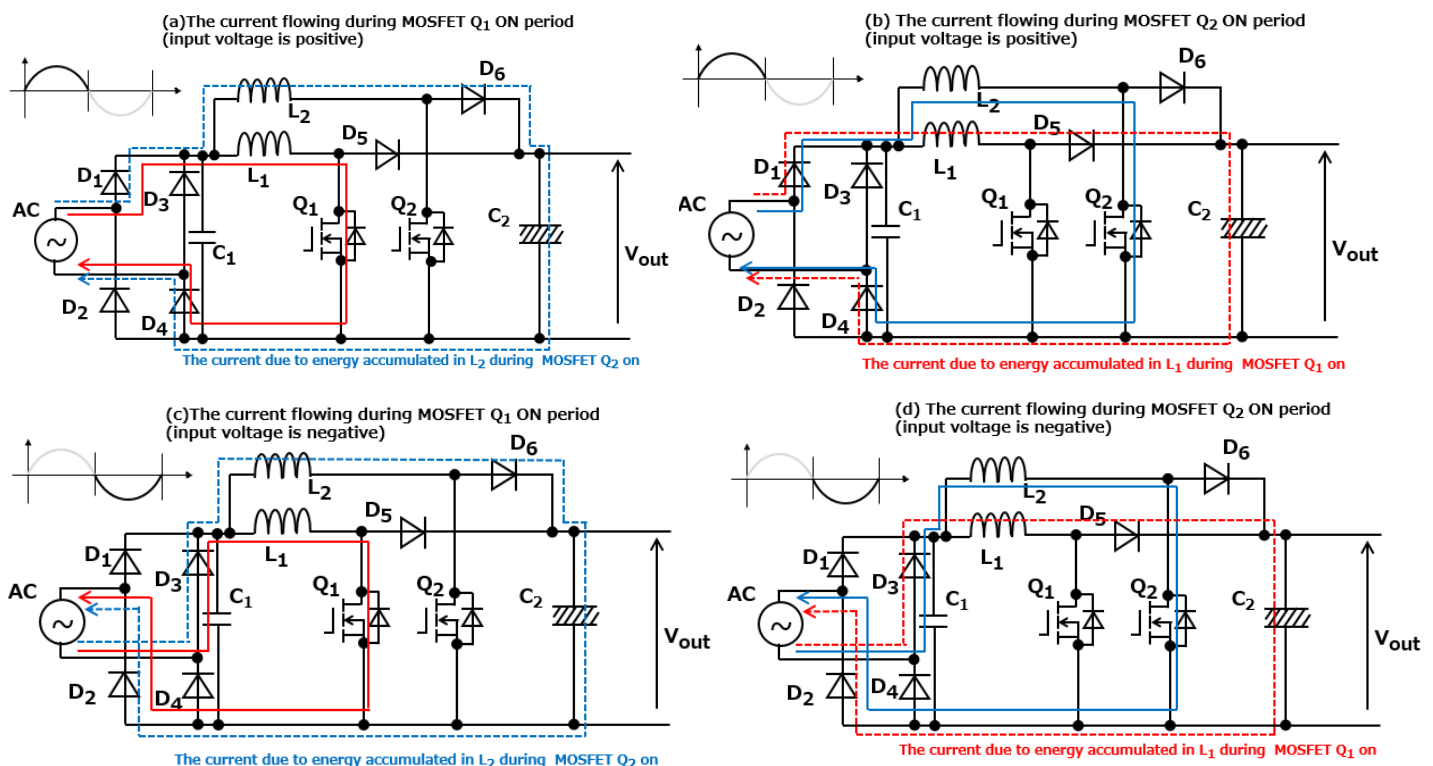 (a)The current flowing during MOSFET Q1 ON period
(input voltage is positive)
D6
L2
D5
L1
D1
D3
AC
Q1
Q2
C2
C1
Vout
D2
D4
The current due to energy accumulated in L2 during MOSFET Q2 on
(b) The current flowing during MOSFET Q2 ON period
(input voltage is positive)
D6
L2
D5
L1
D1
D3
AC
Q1
Q2
C2
C1
Vout
D2
D4
The current due to energy accumulated in L1 during MOSFET Q1 on
(c)The current flowing during MOSFET Q1 ON period
(input voltage is negative)
D6
L2
D5
L1
D1
D3
AC
Q1
Q2
C2
C1
Vout
D2
D4
The current due to energy accumulated in L2 during MOSFET Q2 on
(d) The current flowing during MOSFET Q2 ON period
(input voltage is negative)
D6
L2
D5
L1
D1
D3
AC
Q1
Q2
C2
C1
Vout
D2
D4
The current due to energy accumulated in L1 during MOSFET Q1 on